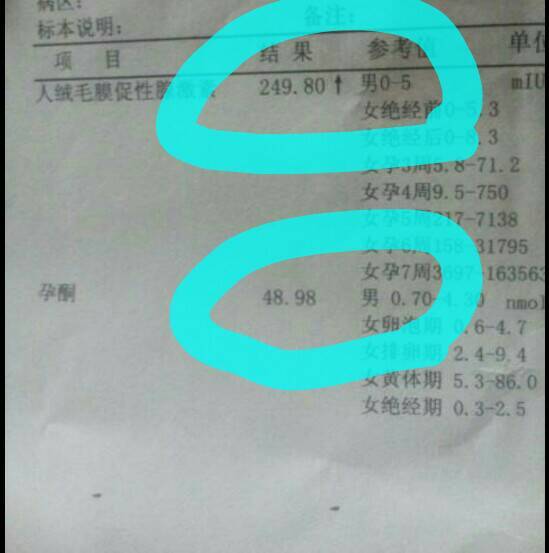 病区:
标本说明: 备注:
项 目 结 果 参考值 单位
人绒毛膜促性腺激素 249.80↑ 男0-5 mIU
女绝经前0-5.3
女绝经后0-8.3
女孕3周5.8-71.2
女孕4周9.5-750
女孕5周217-7138
女孕6周158-31795
女孕7周3697-163563
孕酮 48.98 男 0.70-4.30 nmol
女卵泡期 0.6-4.7
女排卵期 2.4-9.4
女黄体期 5.3-86.0
女绝经期 0.3-2.5